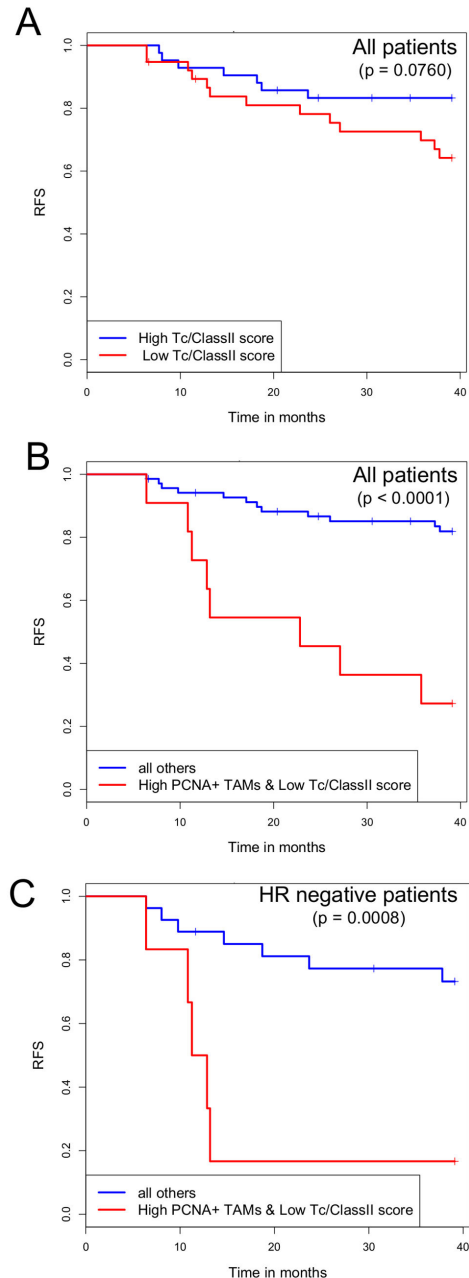 A
All patients
(p = 0.0760)
RFS
1.0
0.8
0.6
0.4
0.2
0.0
High Tc/ClassII score
Low Tc/ClassII score
0 10 20 30 40
Time in months
B
All patients
(p < 0.0001)
RFS
1.0
0.8
0.6
0.4
0.2
0.0
all others
High PCNA+ TAMs & Low Tc/ClassII score
0 10 20 30 40
Time in months
C
HR negative patients
(p = 0.0008)
RFS
1.0
0.8
0.6
0.4
0.2
0.0
all others
High PCNA+ TAMs & Low Tc/ClassII score
0 10 20 30 40
Time in months